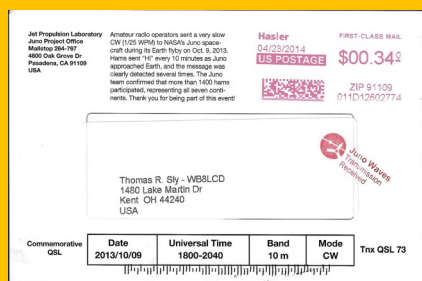 Jet Propulsion Laboratory
Juno Project Office
Mailstop 264-767
4800 Oak Grove Dr
Pasadena, CA 91109
USA
Amateur radio operators sent a very slow
CW (1/25 WPM) to NASA's Juno space-
craft during its Earth flyby on Oct. 9, 2013.
Hams sent "Hi" every 10 minutes as Juno
approached Earth, and the message was
clearly detected several times. The Juno
team confirmed that more than 1400 hams
participated, representing all seven conti-
nents. Thank you for being part of this event!
Hasler
04/23/2014
US POSTAGE
FIRST-CLASS MAIL
$00.34⁰
ZIP 91109
011D12602774
Juno Waves
Transmission
Received
Thomas R. Sly - WB8LCD
1480 Lake Martin Dr
Kent OH 44240
USA
Commemorative
QSL
Date Universal Time Band Mode
2013/10/09 1800-2040 10 m CW
Tnx QSL 73